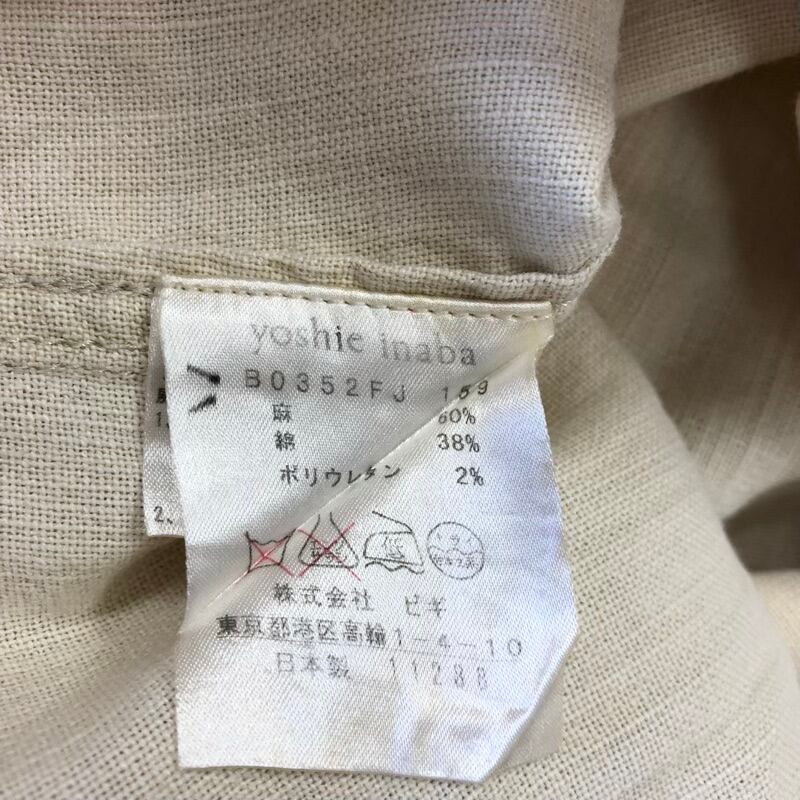 yoshie inaba
B0352FJ 159
麻 60%
綿 38%
ポリウレタン 2%
株式会社 ビギ
東京都港区高輪1-4-10
日本製 11288
2、